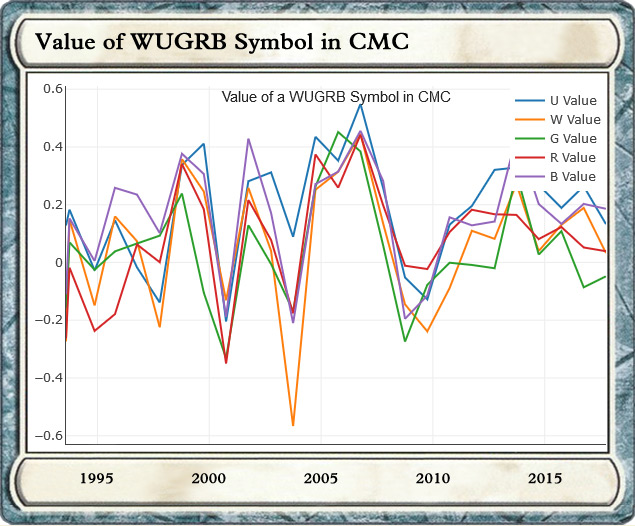 Value of WUGRB Symbol in CMC
Value of a WUGRB Symbol in CMC
0.6
0.4
0.2
0
−0.2
−0.4
−0.6
U Value
W Value
G Value
R Value
B Value
1995
2000
2005
2010
2015